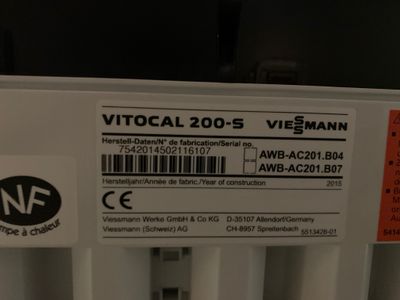 VITOCAL 200-S VIESSMANN
Herstell-Daten/N° de fabrication/Serial no.
7542014502116107
AWB-AC201.B04
AWB-AC201.B07
Herstelljahr/Année de fabric./Year of construction 2015
CE
Viessmann Werke GmbH & Co KG D-35107 Allendorf/Germany
Viessmann (Schweiz) AG CH-8957 Spreitenbach
5513428-01
NF
mpe à chaleur